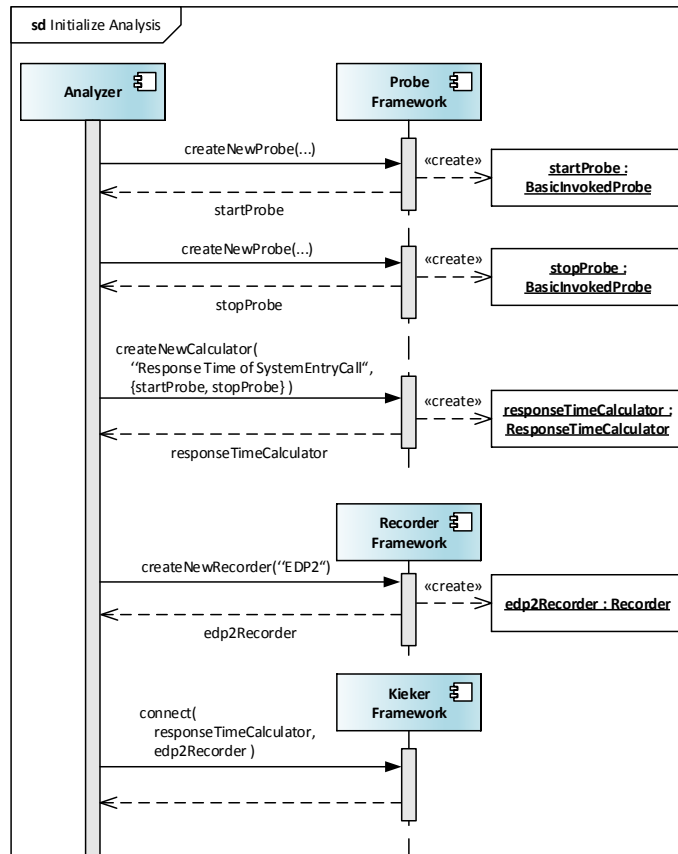 sd Initialize Analysis
Analyzer
Probe
Framework
createNewProbe(...)
«create»
startProbe :
BasicInvokedProbe
startProbe
createNewProbe(...)
«create»
stopProbe :
BasicInvokedProbe
stopProbe
createNewCalculator(
“Response Time of SystemEntryCall“,
{startProbe, stopProbe} )
«create»
responseTimeCalculator :
ResponseTimeCalculator
responseTimeCalculator
Recorder
Framework
createNewRecorder(“EDP2“)
«create»
edp2Recorder : Recorder
edp2Recorder
Kieker
Framework
connect(
responseTimeCalculator,
edp2Recorder )